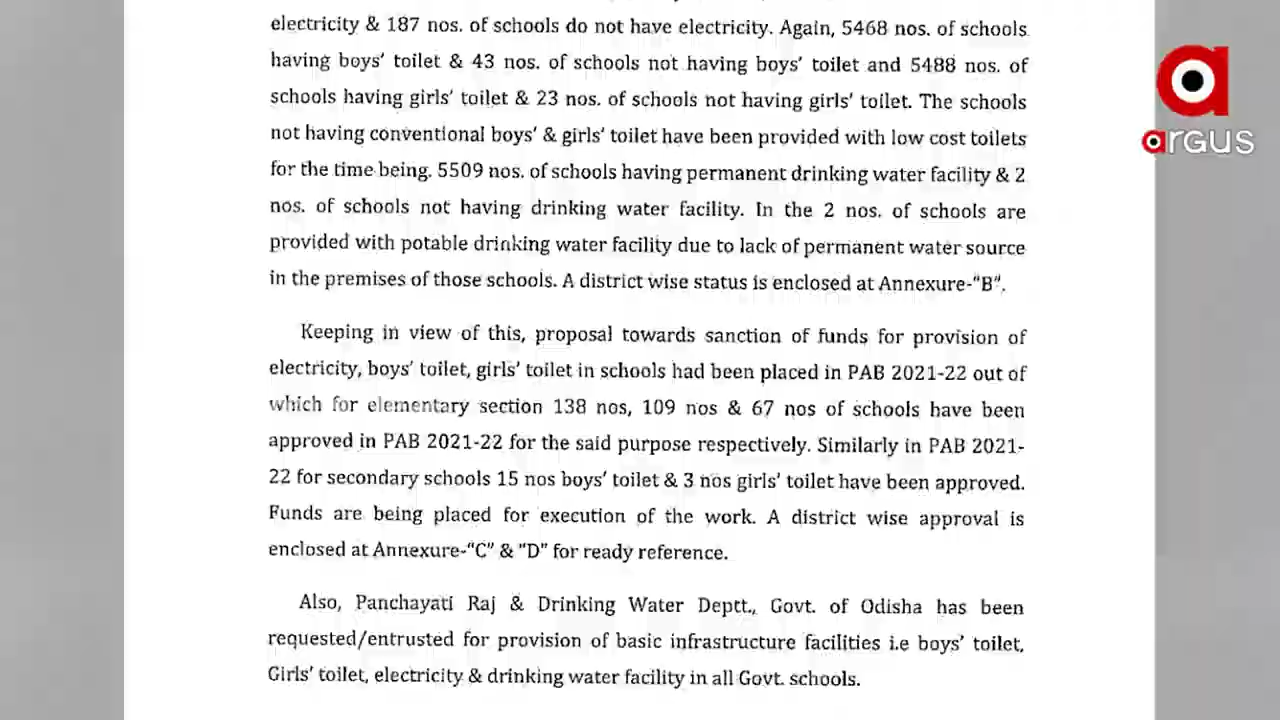 electricity & 187 nos. of schools do not have electricity. Again, 5468 nos. of schools
having boys' toilet & 43 nos. of schools not having boys' toilet and 5488 nos. of
schools having girls' toilet & 23 nos. of schools not having girls' toilet. The schools
not having conventional boys' & girls' toilet have been provided with low cost toilets
for the time being. 5509 nos. of schools having permanent drinking water facility & 2
nos. of schools not having drinking water facility. In the 2 nos. of schools are
provided with potable drinking water facility due to lack of permanent water source
in the premises of those schools. A district wise status is enclosed at Annexure-"B".
Keeping in view of this, proposal towards sanction of funds for provision of
electricity, boys' toilet, girls' toilet in schools had been placed in PAB 2021-22 out of
which for elementary section 138 nos, 109 nos & 67 nos of schools have been
approved in PAB 2021-22 for the said purpose respectively. Similarly in PAB 2021-
22 for secondary schools 15 nos boys' toilet & 3 nos girls' toilet have been approved.
Funds are being placed for execution of the work. A district wise approval is
enclosed at Annexure-"C" & "D" for ready reference.
Also, Panchayati Raj & Drinking Water Deptt., Govt. of Odisha has been
requested/entrusted for provision of basic infrastructure facilities i.e boys' toilet,
Girls' toilet, electricity & drinking water facility in all Govt. schools.
argus